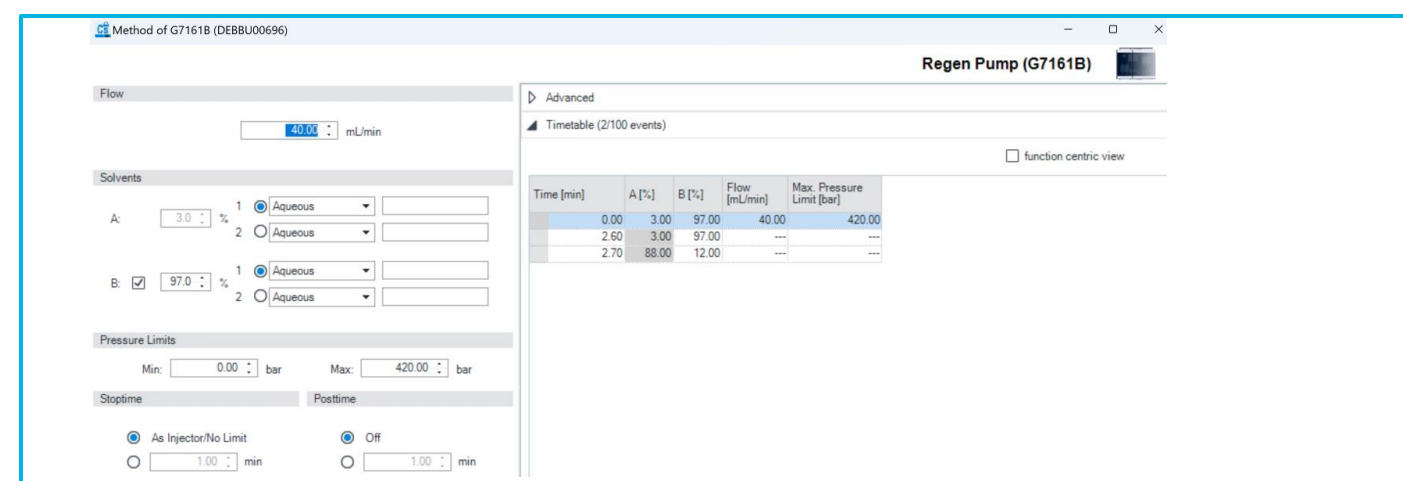 CE Method of G7161B (DEBBU00696)
Regen Pump (G7161B)
Flow
40.00 mL/min
Solvents
A: 3.0 % 1 Aqueous
2 Aqueous
B: 97.0 % 1 Aqueous
2 Aqueous
Pressure Limits
Min: 0.00 bar Max: 420.00 bar
Stoptime Posttime
As Injector/No Limit Off
1.00 min 1.00 min
Advanced
Timetable (2/100 events)
function centric view
Time [min] A [%] B [%] Flow [mL/min] Max. Pressure Limit [bar]
0.00 3.00 97.00 40.00 420.00
2.60 3.00 97.00 --- ---
2.70 88.00 12.00 --- ---